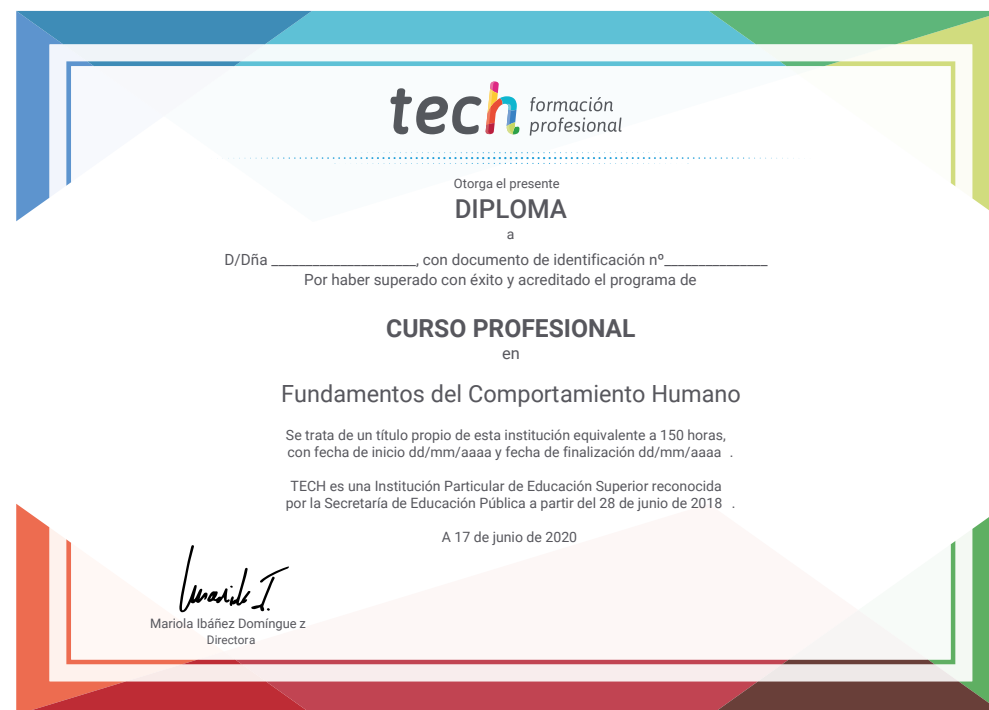 tech formación
profesional
Otorga el presente
DIPLOMA
a
D/Dña ___________________, con documento de identificación nº______________
Por haber superado con éxito y acreditado el programa de
CURSO PROFESIONAL
en
Fundamentos del Comportamiento Humano
Se trata de un título propio de esta institución equivalente a 150 horas,
con fecha de inicio dd/mm/aaaa y fecha de finalización dd/mm/aaaa .
TECH es una Institución Particular de Educación Superior reconocida
por la Secretaría de Educación Pública a partir del 28 de junio de 2018 .
A 17 de junio de 2020
Mariola Ibáñez Domíngue z
Directora